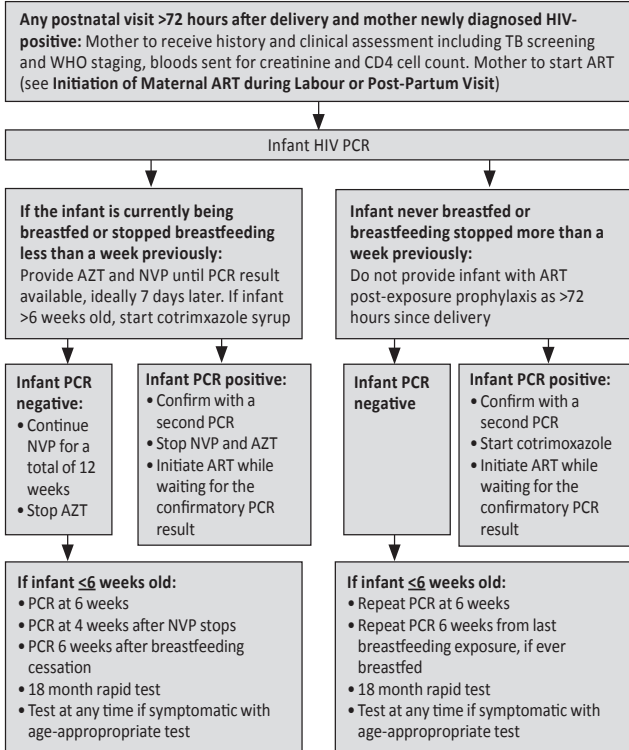 Any postnatal visit >72 hours after delivery and mother newly diagnosed HIV-
positive: Mother to receive history and clinical assessment including TB screening
and WHO staging, bloods sent for creatinine and CD4 cell count. Mother to start ART
(see Initiation of Maternal ART during Labour or Post-Partum Visit)
Infant HIV PCR
If the infant is currently being
breastfed or stopped breastfeeding
less than a week previously:
Provide AZT and NVP until PCR result
available, ideally 7 days later. If infant
>6 weeks old, start cotrimxazole syrup
Infant never breastfed or
breastfeeding stopped more than a
week previously:
Do not provide infant with ART
post-exposure prophylaxis as >72
hours since delivery
Infant PCR
negative:
• Continue
NVP for a
total of 12
weeks
• Stop AZT
Infant PCR positive:
• Confirm with a
second PCR
• Stop NVP and AZT
• Initiate ART while
waiting for the
confirmatory PCR
result
Infant PCR
negative
Infant PCR positive:
• Confirm with a
second PCR
• Start cotrimoxazole
• Initiate ART while
waiting for the
confirmatory PCR
result
If infant <6 weeks old:
• PCR at 6 weeks
• PCR at 4 weeks after NVP stops
• PCR 6 weeks after breastfeeding
cessation
• 18 month rapid test
• Test at any time if symptomatic with
age-appropropriate test
If infant <6 weeks old:
• Repeat PCR at 6 weeks
• Repeat PCR 6 weeks from last
breastfeeding exposure, if ever
breastfed
• 18 month rapid test
• Test at any time if symptomatic with
age-appropropriate test